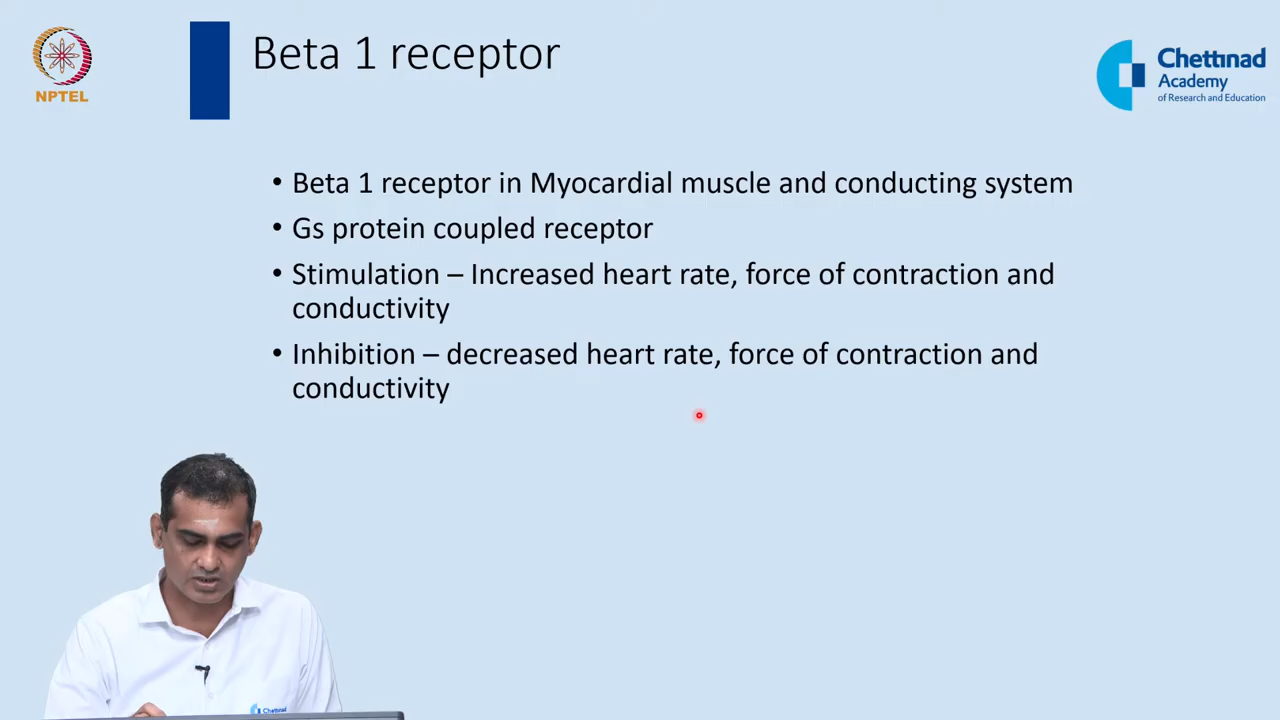 NPTEL
Beta 1 receptor
Chettinad
Academy
of Research and Education
• Beta 1 receptor in Myocardial muscle and conducting system
• Gs protein coupled receptor
• Stimulation – Increased heart rate, force of contraction and
conductivity
• Inhibition – decreased heart rate, force of contraction and
conductivity
Chettinad